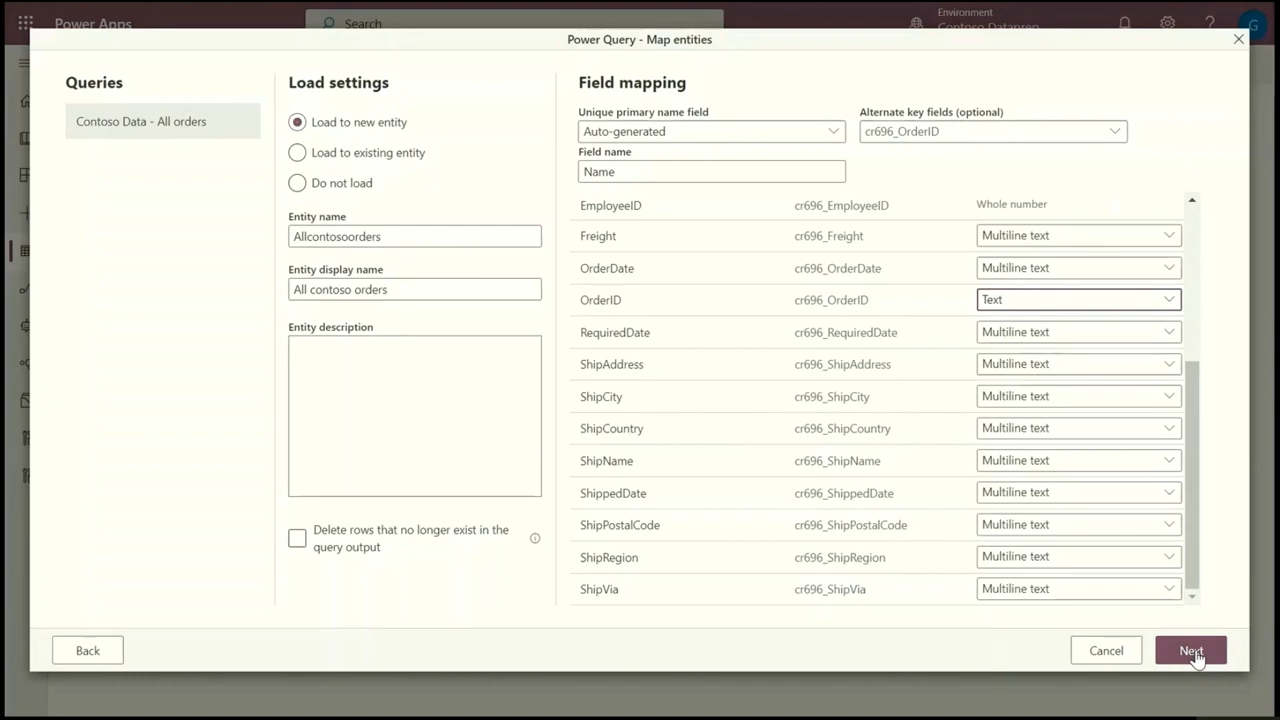 Power Apps
Search
Environment
Contoso Dataprep
?
G
Power Query - Map entities
Queries
Contoso Data - All orders
Load settings
Load to new entity
Load to existing entity
Do not load
Entity name
Allcontosoorders
Entity display name
All contoso orders
Entity description
Delete rows that no longer exist in the
query output
Field mapping
Unique primary name field
Auto-generated
Alternate key fields (optional)
cr696_OrderID
Field name
Name
EmployeeID cr696_EmployeeID Whole number
Freight cr696_Freight Multiline text
OrderDate cr696_OrderDate Multiline text
OrderID cr696_OrderID Text
RequiredDate cr696_RequiredDate Multiline text
ShipAddress cr696_ShipAddress Multiline text
ShipCity cr696_ShipCity Multiline text
ShipCountry cr696_ShipCountry Multiline text
ShipName cr696_ShipName Multiline text
ShippedDate cr696_ShippedDate Multiline text
ShipPostalCode cr696_ShipPostalCode Multiline text
ShipRegion cr696_ShipRegion Multiline text
ShipVia cr696_ShipVia Multiline text
Back
Cancel
Next